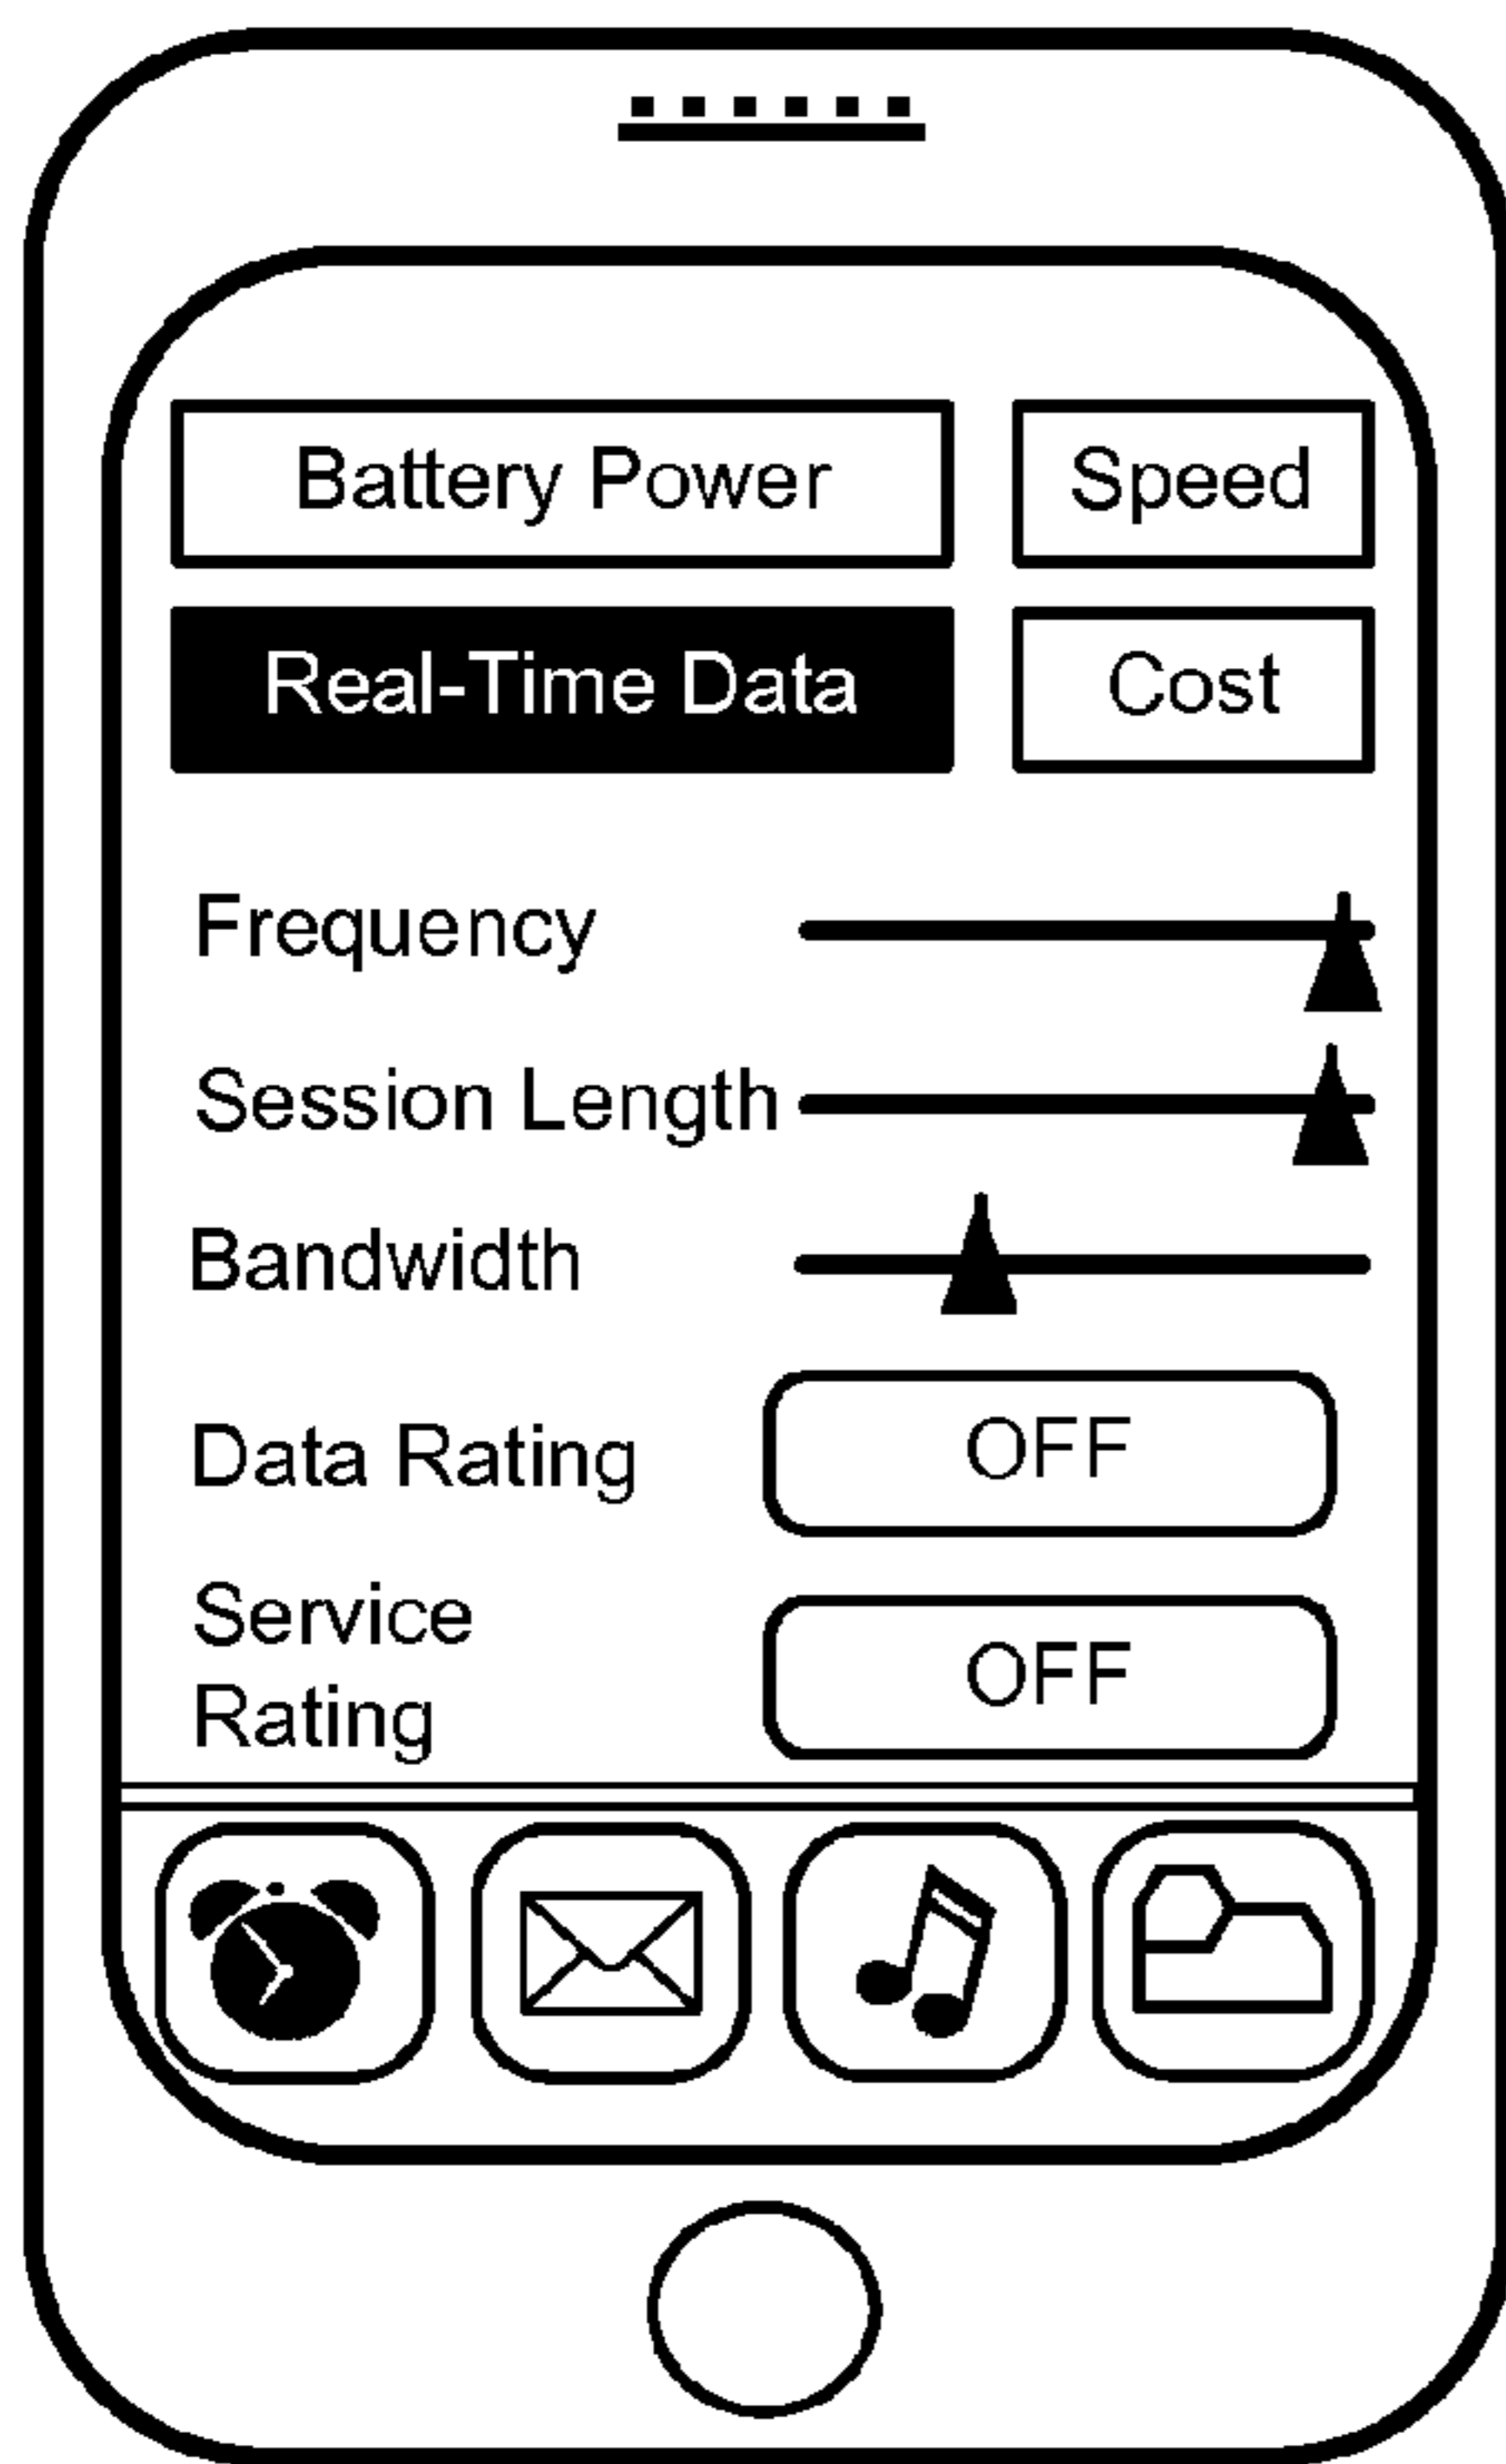 Battery Power
Speed
Real-Time Data
Cost
Frequency
Session Length
Bandwidth
Data Rating
OFF
Service
Rating
OFF